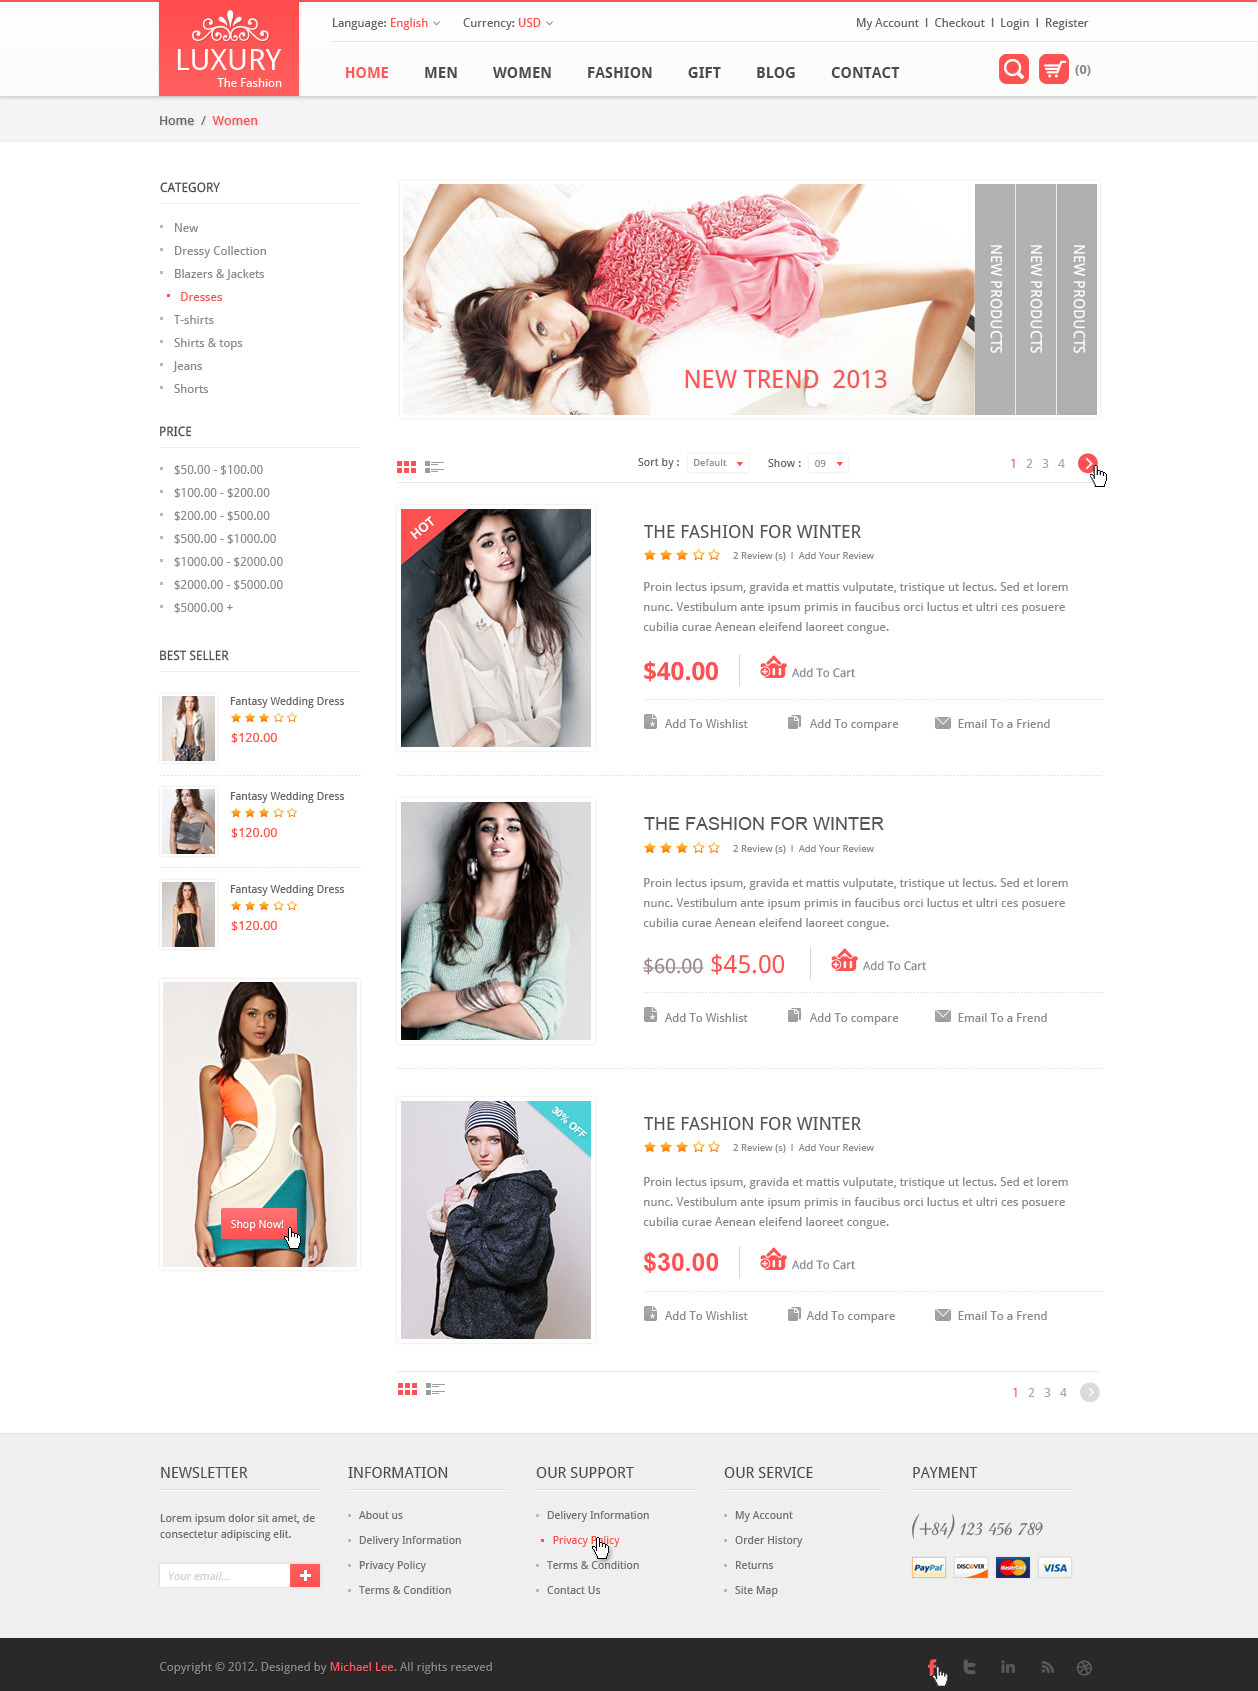 Language: English
Currency: USD
My Account | Checkout | Login | Register
LUXURY
The Fashion
HOME MEN WOMEN FASHION GIFT BLOG CONTACT
(0)
Home / Women
CATEGORY
New
Dressy Collection
Blazers & Jackets
Dresses
T-shirts
Shirts & tops
Jeans
Shorts
PRICE
$50.00 - $100.00
$100.00 - $200.00
$200.00 - $500.00
$500.00 - $1000.00
$1000.00 - $2000.00
$2000.00 - $5000.00
$5000.00 +
BEST SELLER
Fantasy Wedding Dress
$120.00
Fantasy Wedding Dress
$120.00
Fantasy Wedding Dress
$120.00
Shop Now!
NEW TREND 2013
NEW PRODUCTS
NEW PRODUCTS
NEW PRODUCTS
Sort by : Default
Show : 09
1 2 3 4
HOT
THE FASHION FOR WINTER
2 Review (s) | Add Your Review
Proin lectus ipsum, gravida et mattis vulputate, tristique ut lectus. Sed et lorem
nunc. Vestibulum ante ipsum primis in faucibus orci luctus et ultri ces posuere
cubilia curae Aenean eleifend laoreet congue.
$40.00
Add To Cart
Add To Wishlist
Add To compare
Email To a Friend
THE FASHION FOR WINTER
2 Review (s) | Add Your Review
Proin lectus ipsum, gravida et mattis vulputate, tristique ut lectus. Sed et lorem
nunc. Vestibulum ante ipsum primis in faucibus orci luctus et ultri ces posuere
cubilia curae Aenean eleifend laoreet congue.
$60.00 $45.00
Add To Cart
Add To Wishlist
Add To compare
Email To a Frend
30% OFF
THE FASHION FOR WINTER
2 Review (s) | Add Your Review
Proin lectus ipsum, gravida et mattis vulputate, tristique ut lectus. Sed et lorem
nunc. Vestibulum ante ipsum primis in faucibus orci luctus et ultri ces posuere
cubilia curae Aenean eleifend laoreet congue.
$30.00
Add To Cart
Add To Wishlist
Add To compare
Email To a Frend
1 2 3 4
NEWSLETTER
Lorem ipsum dolor sit amet, de
consectetur adipiscing elit.
Your email...
INFORMATION
About us
Delivery Information
Privacy Policy
Terms & Condition
OUR SUPPORT
Delivery Information
Privacy Policy
Terms & Condition
Contact Us
OUR SERVICE
My Account
Order History
Returns
Site Map
PAYMENT
(+84) 123 456 789
PayPal
DISCOVER
MasterCard
VISA
Copyright © 2012. Designed by Michael Lee. All rights reseved